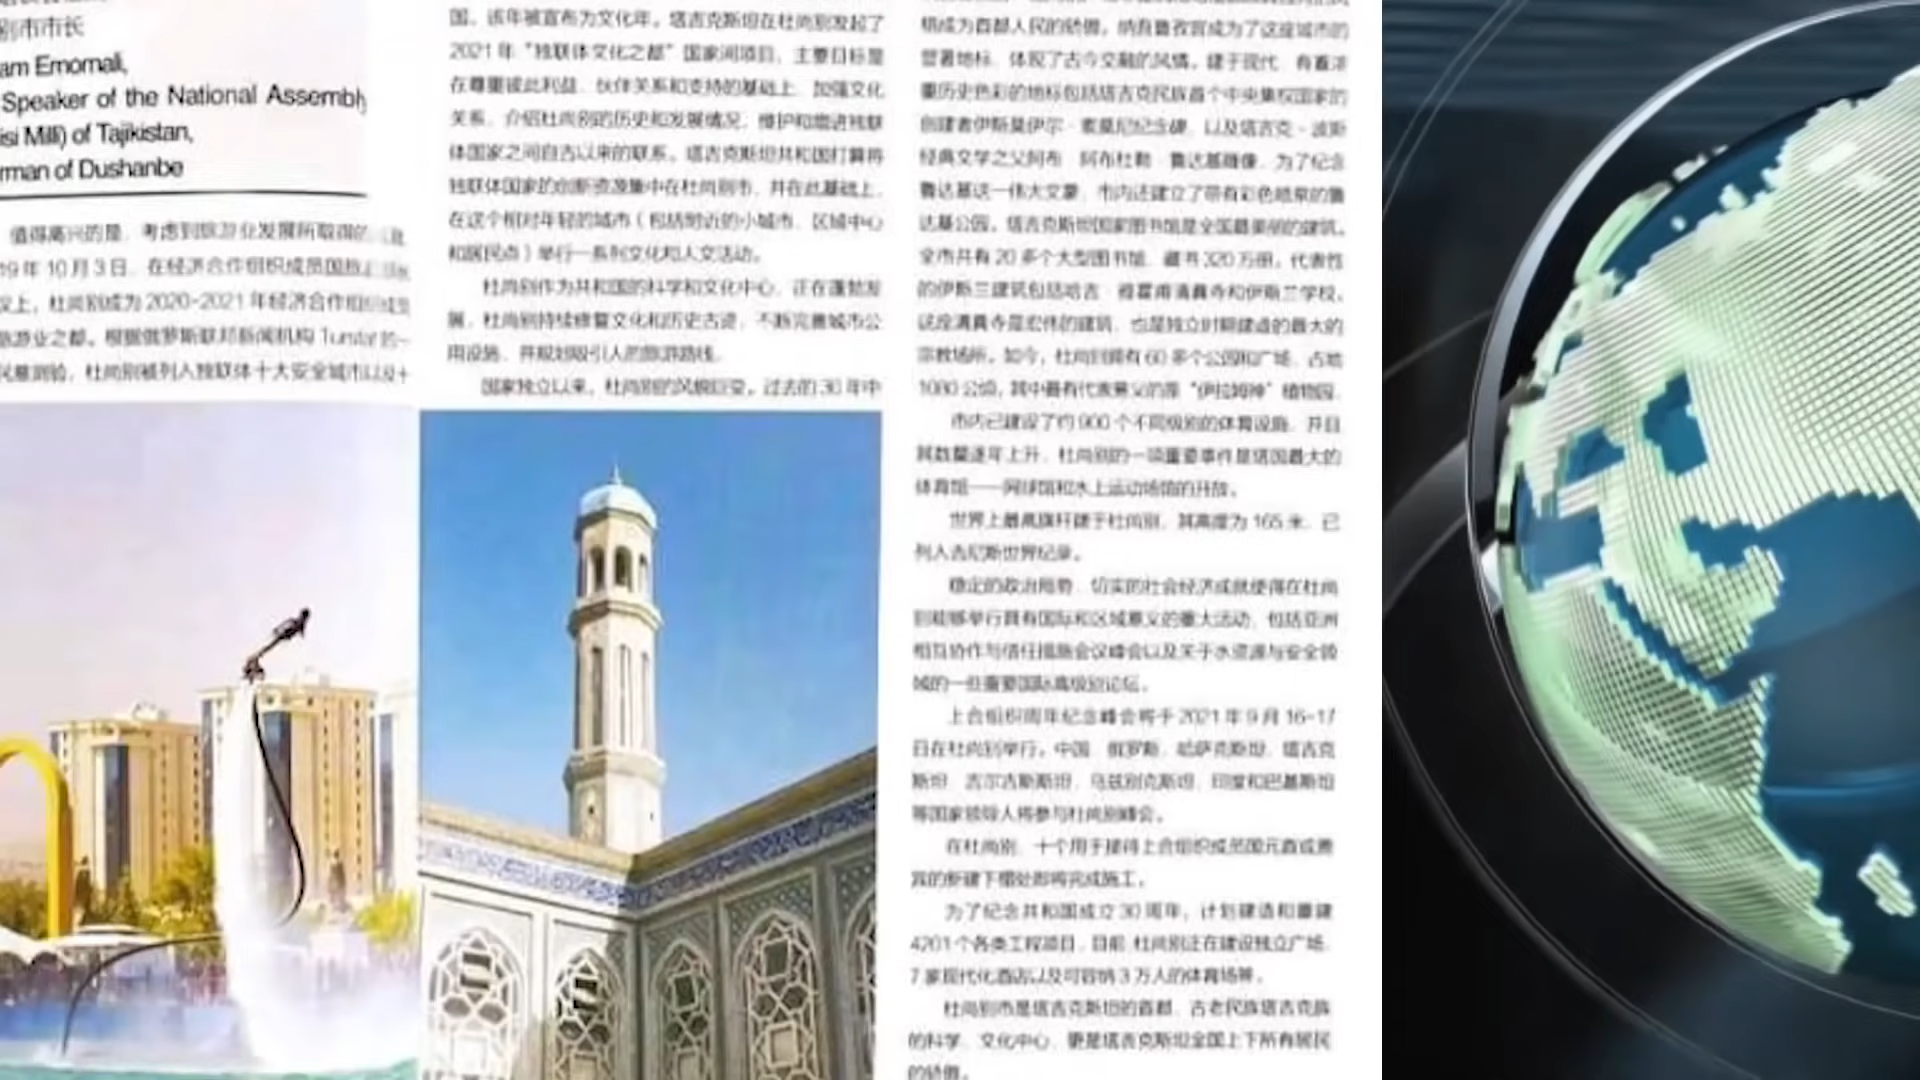 别市市长
am Emomali,
Speaker of the National Assembly
isi Milli) of Tajikistan,
rman of Dushanbe
值得高兴的是，考虑到旅游业发展所取得的
19年10月3日，在经济合作组织成员国旅
议上，杜尚别成为2020-2021年经济合作组织成
旅游业之都。根据俄罗斯联邦新闻机构Turstat的一
民意测验，杜尚别被列入独联体十大安全城市以及十
国。该年被宣布为文化年。塔吉克斯坦在杜尚别发起了
2021年“独联体文化之都”国家间项目，主要目标是
在尊重彼此利益、伙伴关系和支持的基础上，加强文化
关系，介绍杜尚别的历史和发展情况，维护和增进独联
体国家之间自古以来的联系。塔吉克斯坦共和国打算将
独联体国家的创新资源集中在杜尚别市，并在此基础上，
在这个相对年轻的城市（包括附近的小城市、区域中心
和居民点）举行一系列文化和人文活动。
杜尚别作为共和国的科学和文化中心，正在蓬勃发
展，杜尚别持续修复文化和历史古迹，不断完善城市公
用设施，并规划吸引人的旅游路线。
国家独立以来，杜尚别的风貌巨变。过去的30年中
格成为首都人民的骄傲。纳吾鲁孜宫成为了这座城市的
显著地标，体现了古今交融的风情。建于现代、有着浓
重历史色彩的地标包括塔吉克民族首个中央集权国家的
创建者伊斯莫伊尔·索莫尼纪念碑，以及塔吉克-波斯
经典文学之父阿布·阿布杜勒·鲁达基雕像，为了纪念
鲁达基这一伟大文豪，市内还建立了带有彩色喷泉的鲁
达基公园。塔吉克斯坦国家图书馆是全国最美丽的建筑。
全市共有20多个大型图书馆，藏书320万册。代表性
的伊斯兰建筑包括哈吉·雅霍甫清真寺和伊斯兰学校。
这座清真寺是宏伟的建筑，也是独立时期建造的最大的
宗教场所。如今，杜尚别拥有60多个公园和广场，占地
1080公顷，其中最有代表意义的是“伊拉姆神”植物园。
市内已建设了约900个不同级别的体育设施，并且
其数量逐年上升，杜尚别的一项重要事件是塔国最大的
体育馆——网球馆和水上运动场馆的开放。
世界上最高旗杆建于杜尚别，其高度为165米，已
列入吉尼斯世界纪录。
稳定的政治局势、切实的社会经济成就使得在杜尚
别能够举行具有国际和区域意义的重大活动，包括亚洲
相互协作与信任措施会议峰会以及关于水资源与安全领
域的一些重要国际高级别论坛。
上合组织周年纪念峰会将于2021年9月16-17
日在杜尚别举行。中国、俄罗斯、哈萨克斯坦、塔吉克
斯坦、吉尔吉斯斯坦、乌兹别克斯坦、印度和巴基斯坦
等国家领导人将参与杜尚别峰会。
在杜尚别，十个用于接待上合组织成员国元首或贵
宾的新建下榻处即将完成施工。
为了纪念共和国成立30周年，计划建造和重建
4201个各类工程项目，目前，杜尚别正在建设独立广场、
7家现代化酒店以及可容纳3万人的体育场等。
杜尚别市是塔吉克斯坦的首都、古老民族塔吉克族
的科学、文化中心，更是塔吉克斯坦全国上下所有居民
的骄傲。